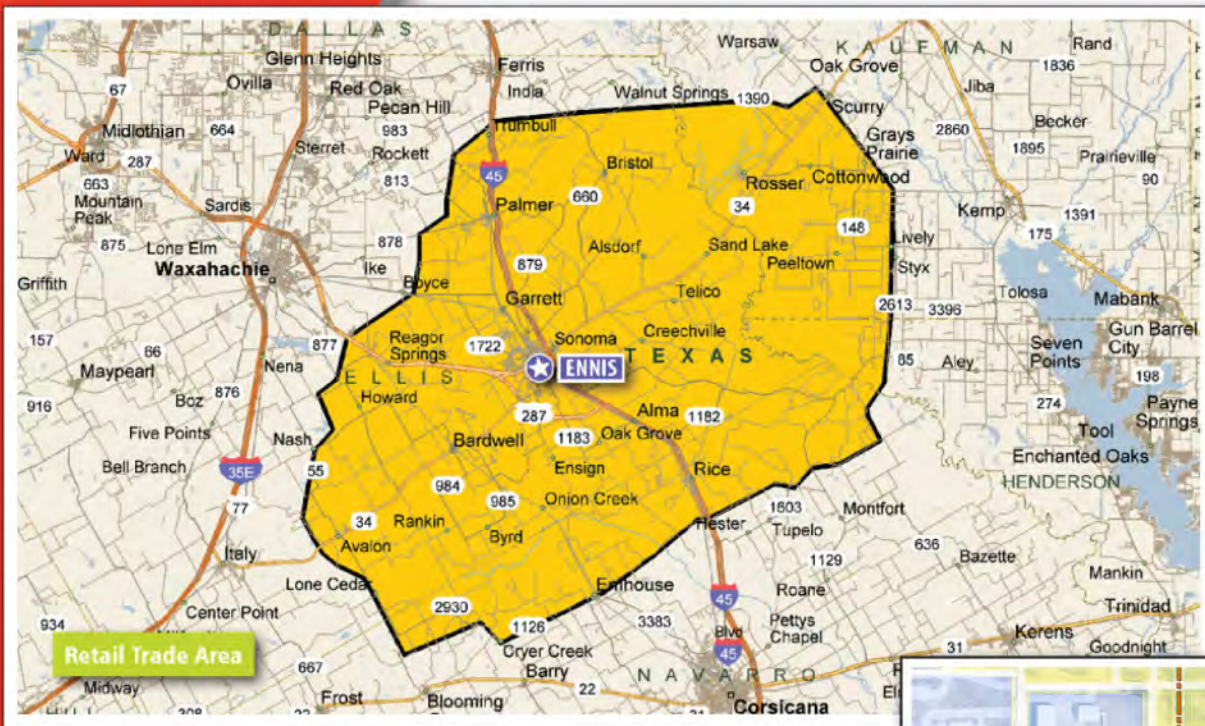 DALLAS
Glenn Heights
Warsaw
KAUFMAN
Rand
Oak Grove
1836
Ferris
67
Ovilla
India
Walnut Springs
1390
Jiba
Red Oak
Pecan Hill
Scurry
Trumbull
Becker
Midlothian
664
983
2860
Grays
Prairie
1895
Ward
287
Sterret
Rockett
45
Bristol
Prairieville
663
813
660
Rosser
Cottonwood
90
Mountain
Peak
Sardis
Palmer
34
Kemp
1391
875
Lone Elm
878
Alsdorf
Sand Lake
148
Lively
175
Waxahachie
Ike
879
Peeltown
Styx
Griffith
Boyce
Garrett
Telico
Tolosa
Mabank
2613
3396
157
877
Reagor
Springs
1722
Sonoma
Creechville
Gun Barrel
City
66
Nena
ENNIS
TEXAS
85
Aley
Seven
Points
Maypearl
ELLIS
198
876
Howard
916
Boz
287
Alma
1182
274
Payne
Springs
Five Points
Nash
Bardwell
1183
Oak Grove
Tool
Bell Branch
35E
55
Ensign
Rice
Enchanted Oaks
HENDERSON
77
984
985
Onion Creek
1603
Montfort
34
Rankin
Byrd
Hester
Tupelo
636
Italy
Avalon
1129
Bazette
Lone Cedar
Emhouse
Roane
Mankin
Center Point
2930
45
934
1126
3383
Blvd
Pettys
Chapel
Trinidad
Retail Trade Area
Cryer Creek
45
31
Kerens
Goodnight
667
Barry
NAVARRO
Midway
Frost
Blooming
22
Corsicana